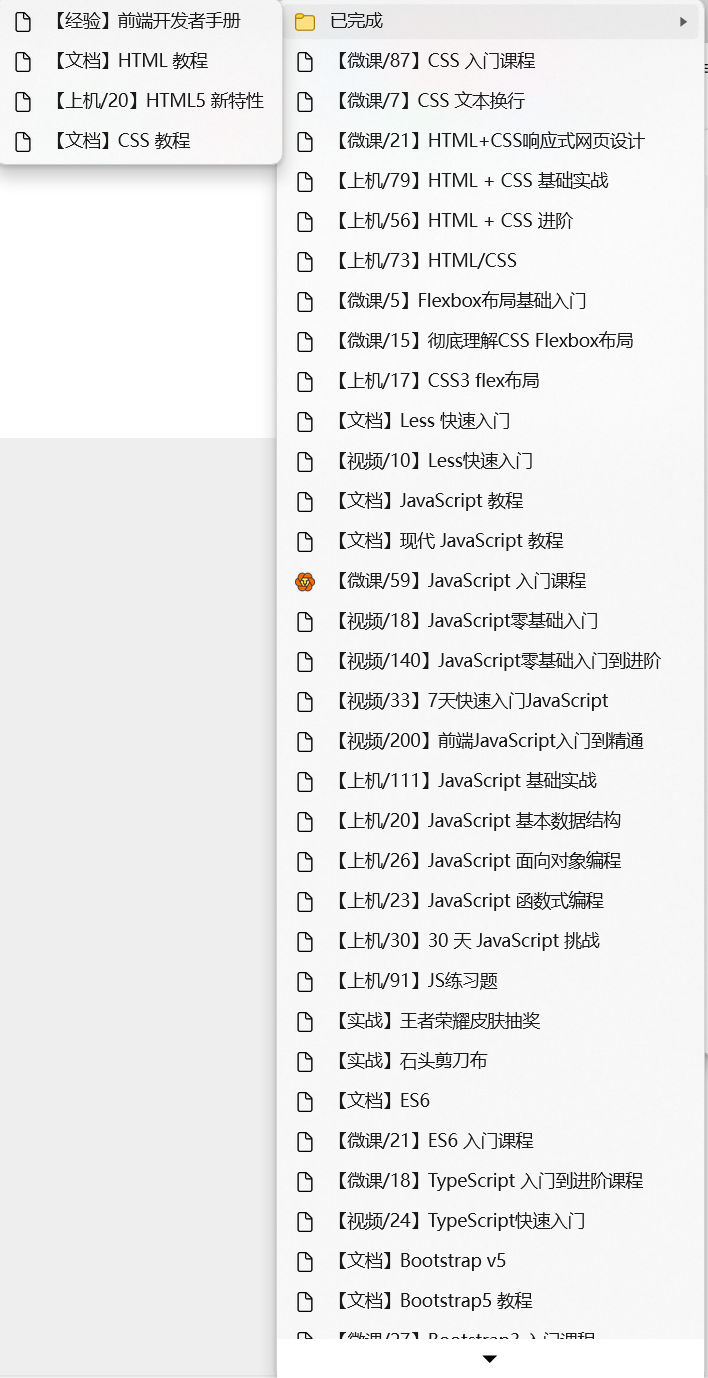 【经验】前端开发者手册
【文档】HTML 教程
【上机/20】HTML5 新特性
【文档】CSS 教程
已完成
【微课/87】CSS 入门课程
【微课/7】CSS 文本换行
【微课/21】HTML+CSS响应式网页设计
【上机/79】HTML + CSS 基础实战
【上机/56】HTML + CSS 进阶
【上机/73】HTML/CSS
【微课/5】Flexbox布局基础入门
【微课/15】彻底理解CSS Flexbox布局
【上机/17】CSS3 flex布局
【文档】Less 快速入门
【视频/10】Less快速入门
【文档】JavaScript 教程
【文档】现代 JavaScript 教程
【微课/59】JavaScript 入门课程
【视频/18】JavaScript零基础入门
【视频/140】JavaScript零基础入门到进阶
【视频/33】7天快速入门JavaScript
【视频/200】前端JavaScript入门到精通
【上机/111】JavaScript 基础实战
【上机/20】JavaScript 基本数据结构
【上机/26】JavaScript 面向对象编程
【上机/23】JavaScript 函数式编程
【上机/30】30 天 JavaScript 挑战
【上机/91】JS练习题
【实战】王者荣耀皮肤抽奖
【实战】石头剪刀布
【文档】ES6
【微课/21】ES6 入门课程
【微课/18】TypeScript 入门到进阶课程
【视频/24】TypeScript快速入门
【文档】Bootstrap v5
【文档】Bootstrap5 教程
【微课/27】Bootstrap3 入门课程